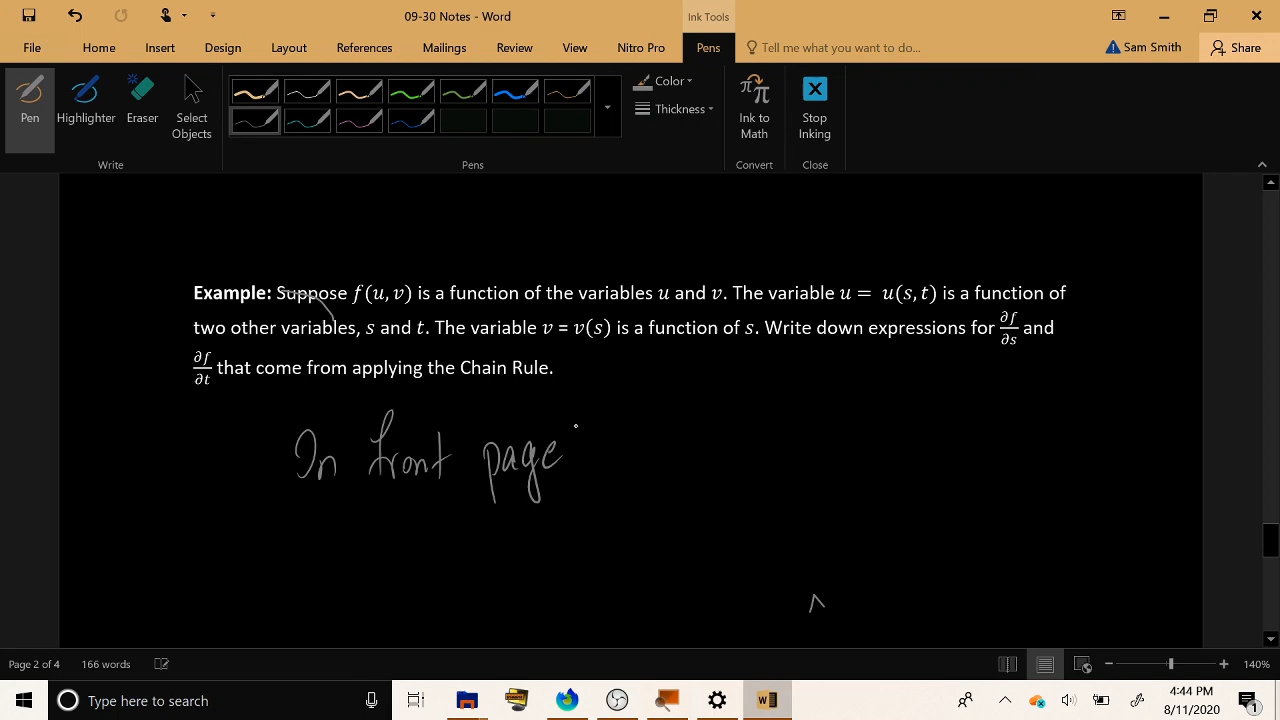 09-30 Notes - Word
Ink Tools
File Home Insert Design Layout References Mailings Review View Nitro Pro Pens Tell me what you want to do... Sam Smith Share
Pen Highlighter Eraser Select Objects
Color
Thickness
Ink to Math
Stop Inking
Write Pens Convert Close
Example: Suppose f(u, v) is a function of the variables u and v. The variable u = u(s, t) is a function of
two other variables, s and t. The variable v = v(s) is a function of s. Write down expressions for ∂f/∂s and
∂f/∂t that come from applying the Chain Rule.
In front page
Page 2 of 4 166 words 140%
Type here to search
4:44 PM
8/11/2020
1